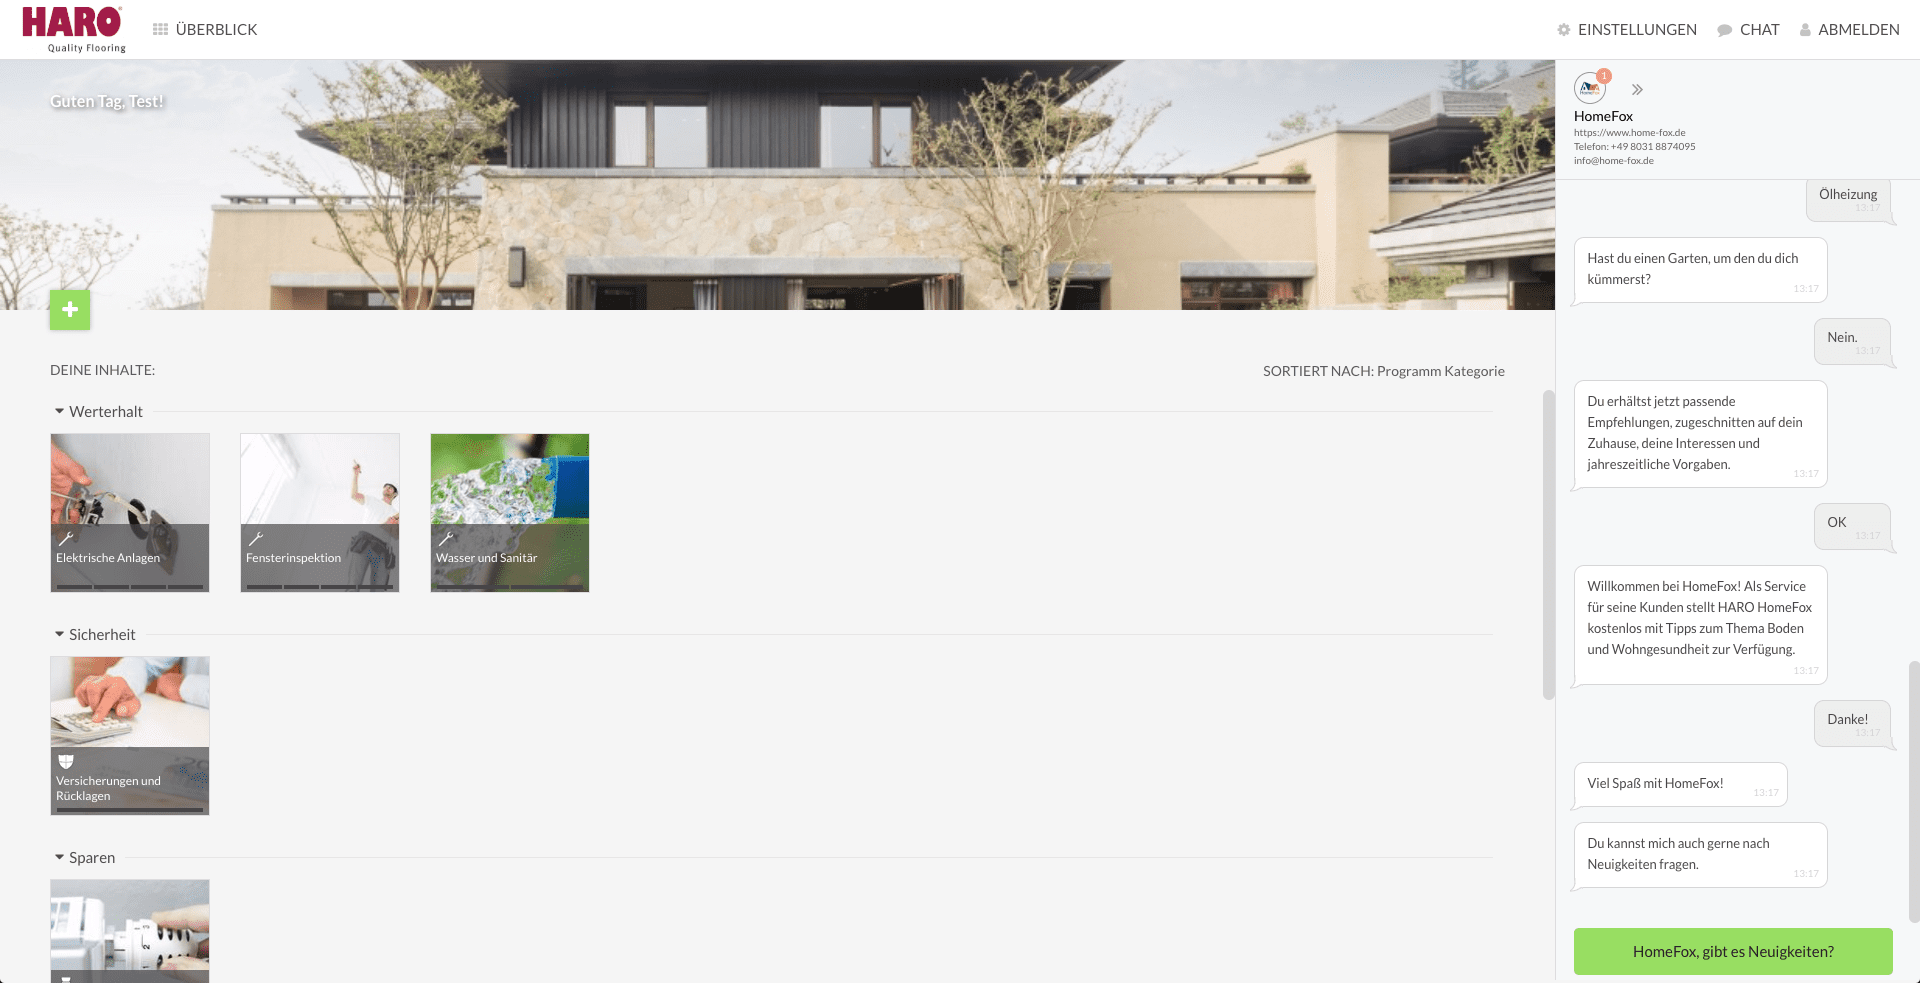 HARO
Quality Flooring
ÜBERBLICK
EINSTELLUNGEN
CHAT
ABMELDEN
Guten Tag, Test!
1
HomeFox
https://www.home-fox.de
Telefon: +49 8031 8874095
info@home-fox.de
DEINE INHALTE:
SORTIERT NACH: Programm Kategorie
Werterhalt
Elektrische Anlagen
Fensterinspektion
Wasser und Sanitär
Sicherheit
Versicherungen und
Rücklagen
Sparen
Ölheizung
13:17
Hast du einen Garten, um den du dich
kümmerst?
13:17
Nein.
13:17
Du erhältst jetzt passende
Empfehlungen, zugeschnitten auf dein
Zuhause, deine Interessen und
jahreszeitliche Vorgaben.
13:17
OK
13:17
Willkommen bei HomeFox! Als Service
für seine Kunden stellt HARO HomeFox
kostenlos mit Tipps zum Thema Boden
und Wohngesundheit zur Verfügung.
13:17
Danke!
13:17
Viel Spaß mit HomeFox!
13:17
Du kannst mich auch gerne nach
Neuigkeiten fragen.
13:17
HomeFox, gibt es Neuigkeiten?